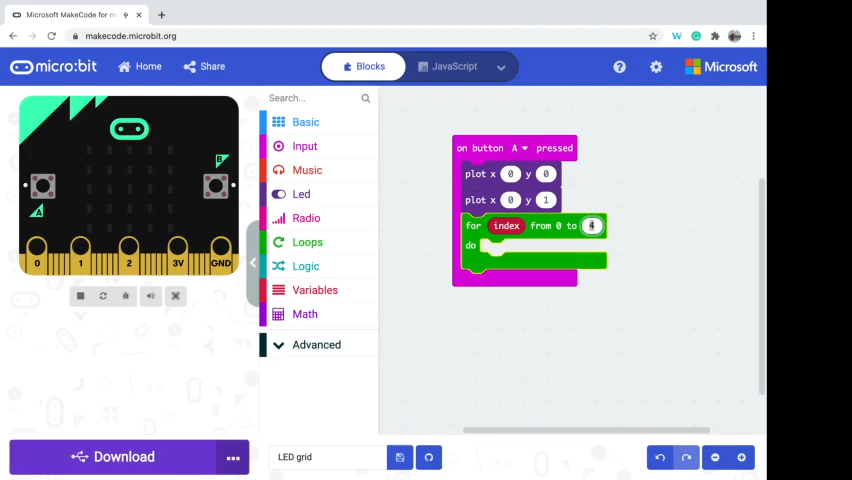 Microsoft MakeCode for m
makecode.microbit.org
W
micro:bit
Home
Share
Blocks
JavaScript
Microsoft
Search...
Basic
Input
Music
Led
Radio
Loops
Logic
Variables
Math
Advanced
A
B
0 1 2 3V GND
on button A pressed
plot x 0 y 0
plot x 0 y 1
for index from 0 to 4
do
Download
LED grid